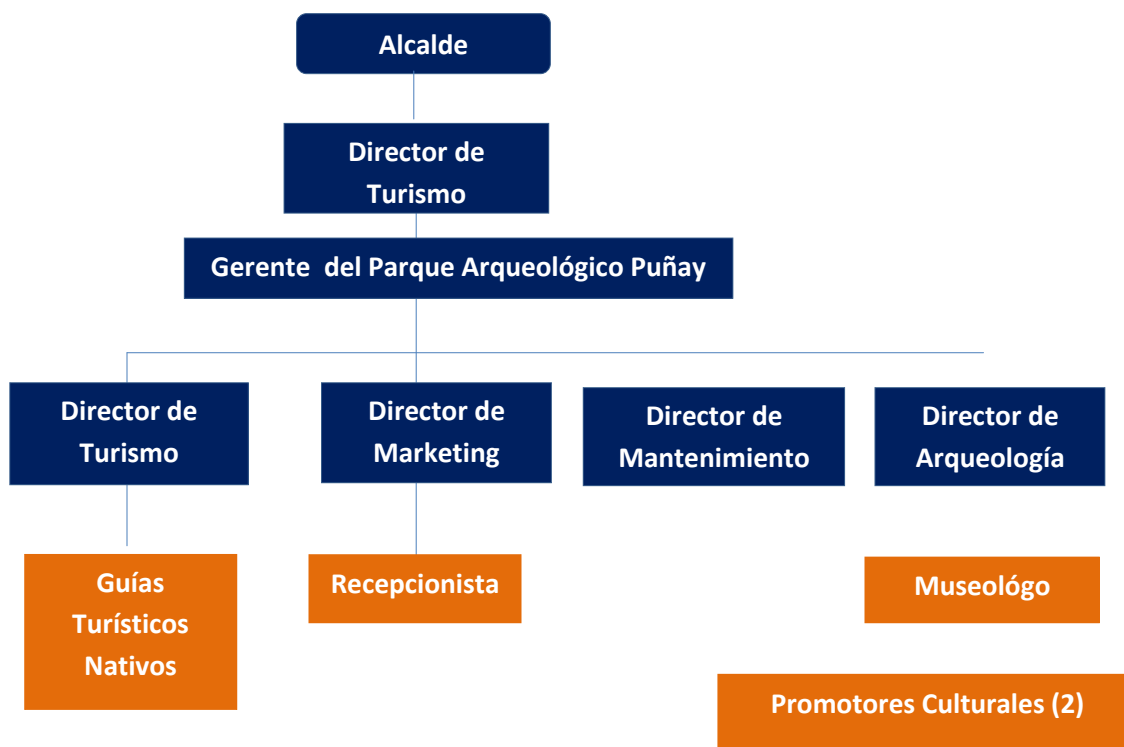 Alcalde
Director de
Turismo
Gerente  del Parque Arqueológico Puñay
Director de
Turismo
Director de
Marketing
Director de
Mantenimiento
Director de
Arqueología
Guías
Turísticos
Nativos
Recepcionista
Museológo
Promotores Culturales (2)